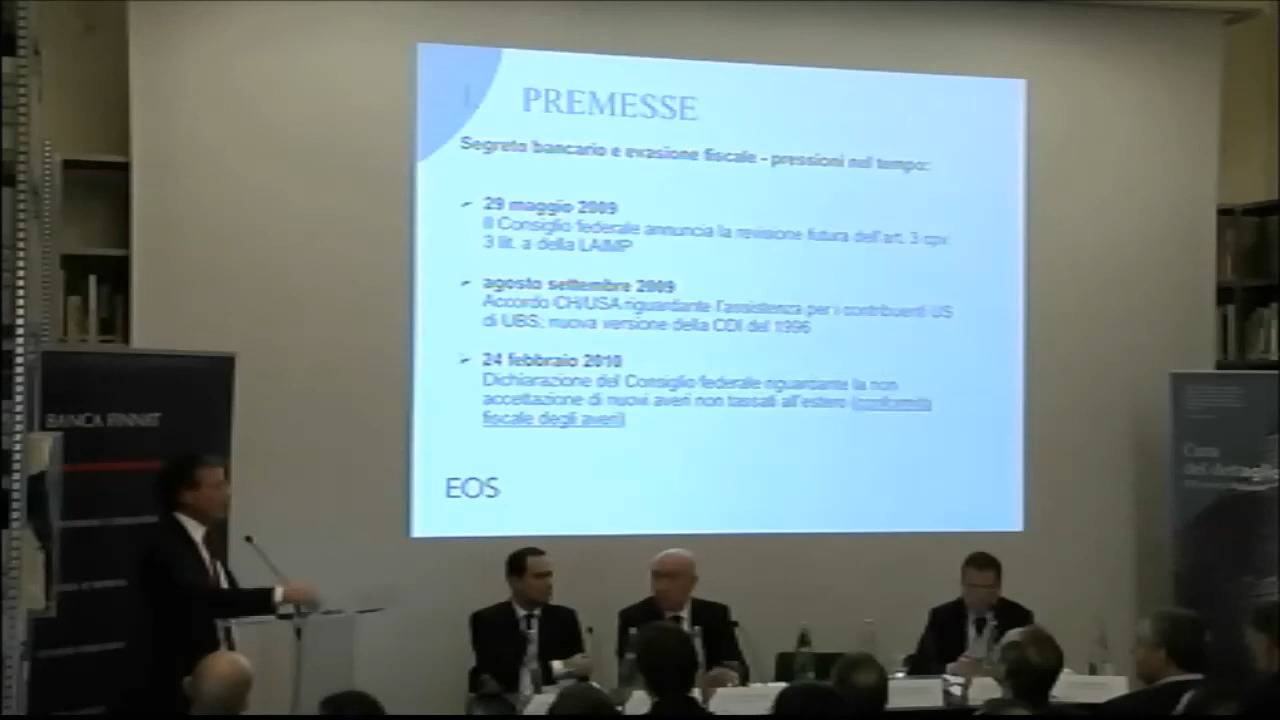 PREMESSE
Segreto bancario e evasione fiscale - pressioni nel tempo:
29 maggio 2009
Il Consiglio federale annuncia la revisione futura dell'art. 3 cpv.
3 lit. a della LAIMP
agosto settembre 2009
Accordo CH/USA riguardante l'assistenza per i contribuenti US
di UBS; nuova versione della CDI del 1996
24 febbraio 2010
Dichiarazione del Consiglio federale riguardante la non
accettazione di nuovi averi non tassati all'estero (conformità
fiscale degli averi)
EOS
BANCA FINNAT